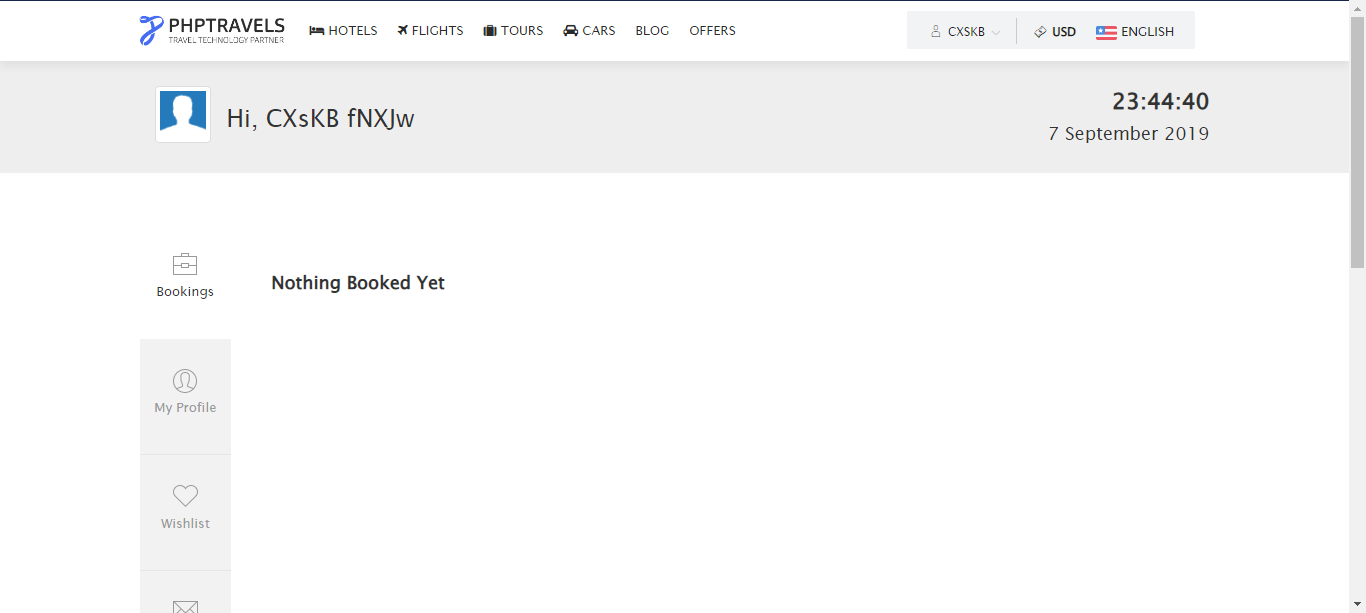 PHPTRAVELS
TRAVEL TECHNOLOGY PARTNER
HOTELS FLIGHTS TOURS CARS BLOG OFFERS
CXSKB USD ENGLISH
Hi, CXsKB fNXJw
23:44:40
7 September 2019
Bookings
Nothing Booked Yet
My Profile
Wishlist